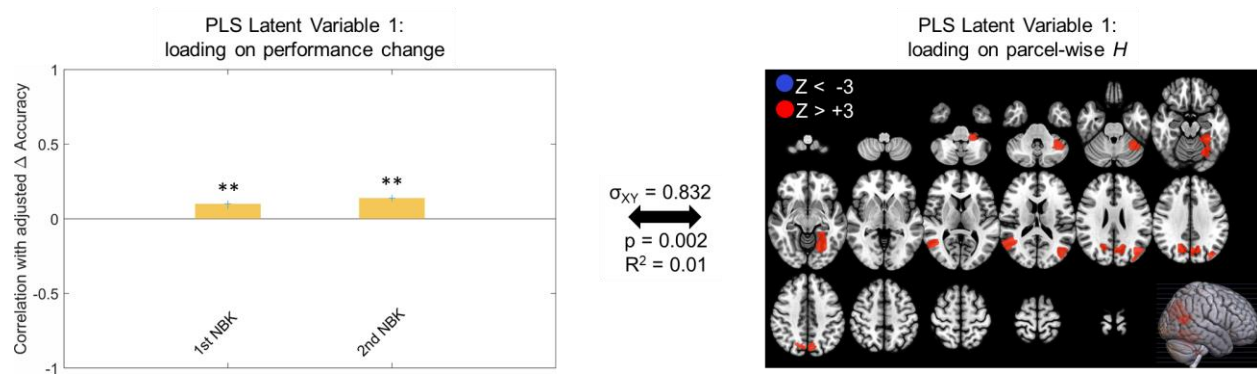 PLS Latent Variable 1:
loading on performance change
Correlation with adjusted Δ Accuracy
1
0.5
0
-0.5
-1
**
**
1st NBK
2nd NBK
σXY = 0.832
p = 0.002
R² = 0.01
PLS Latent Variable 1:
loading on parcel-wise H
Z < -3
Z > +3